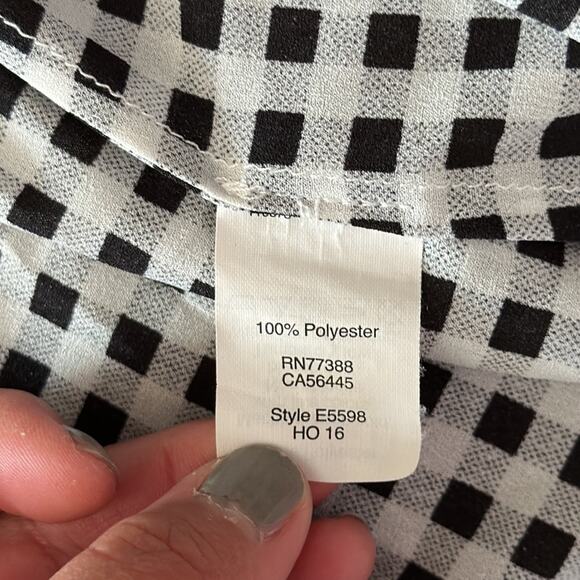 100% Polyester
RN77388
CA56445
Style E5598
HO 16